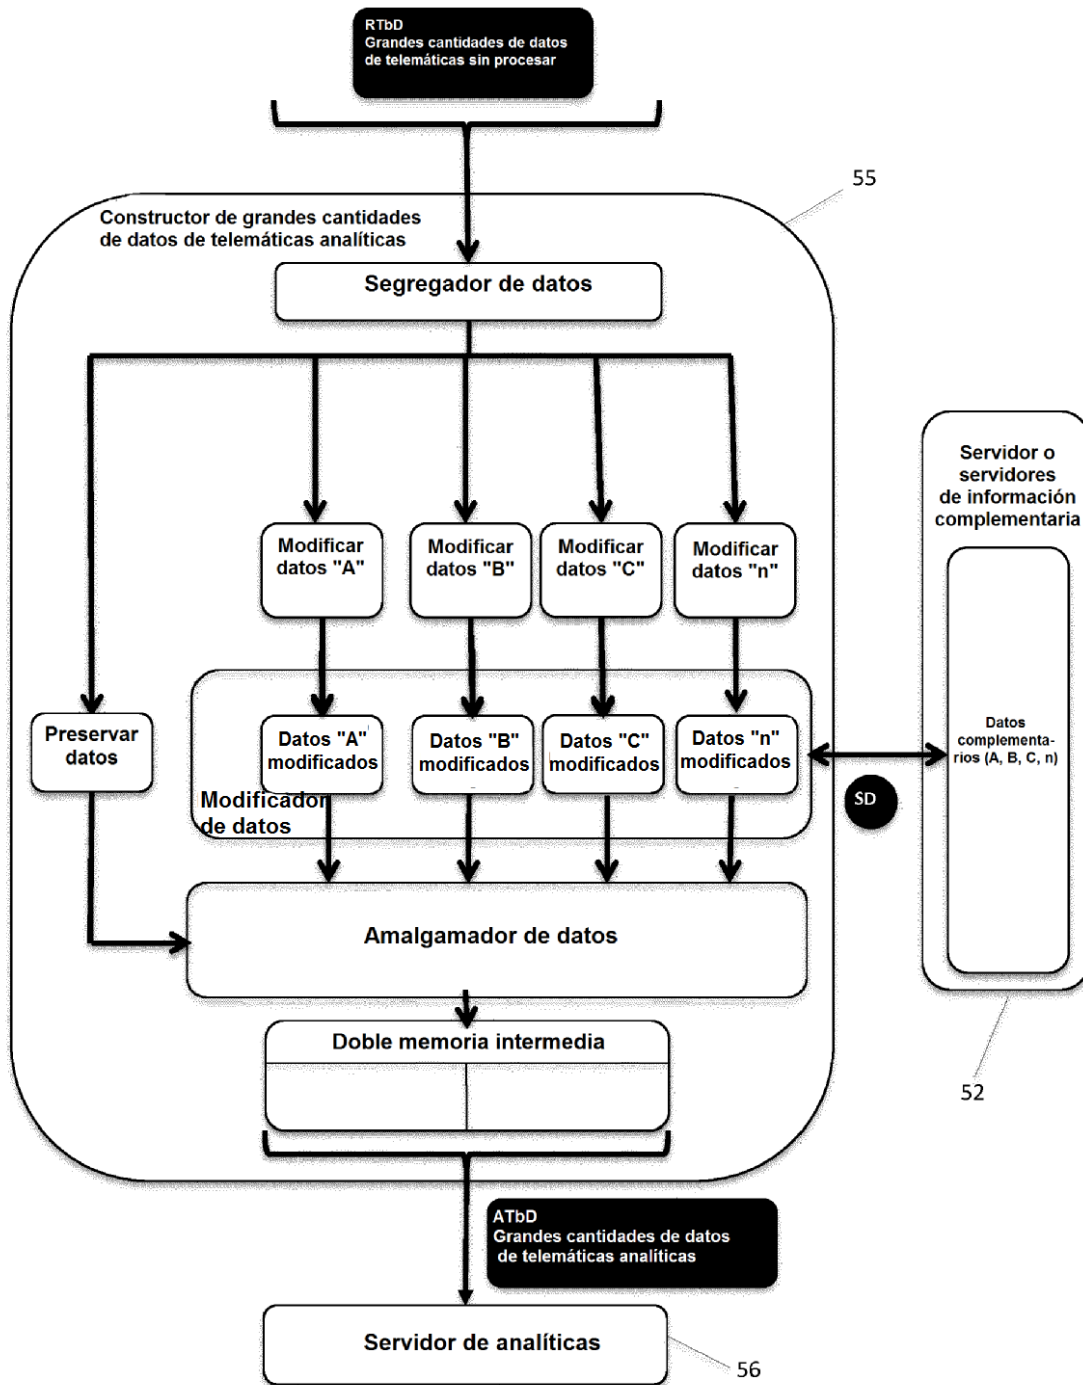 RTbD
Grandes cantidades de datos
de telemáticas sin procesar
55
Constructor de grandes cantidades
de datos de telemáticas analíticas
Segregador de datos
Servidor o
servidores
de información
complementaria
Modificar
datos "A"
Modificar
datos "B"
Modificar
datos "C"
Modificar
datos "n"
Preservar
datos
Datos "A"
modificados
Datos "B"
modificados
Datos "C"
modificados
Datos "n"
modificados
Datos
complementa-
rios (A, B, C, n)
SD
Modificador
de datos
Amalgamador de datos
Doble memoria intermedia
52
ATbD
Grandes cantidades de datos
de telemáticas analíticas
Servidor de analíticas
56